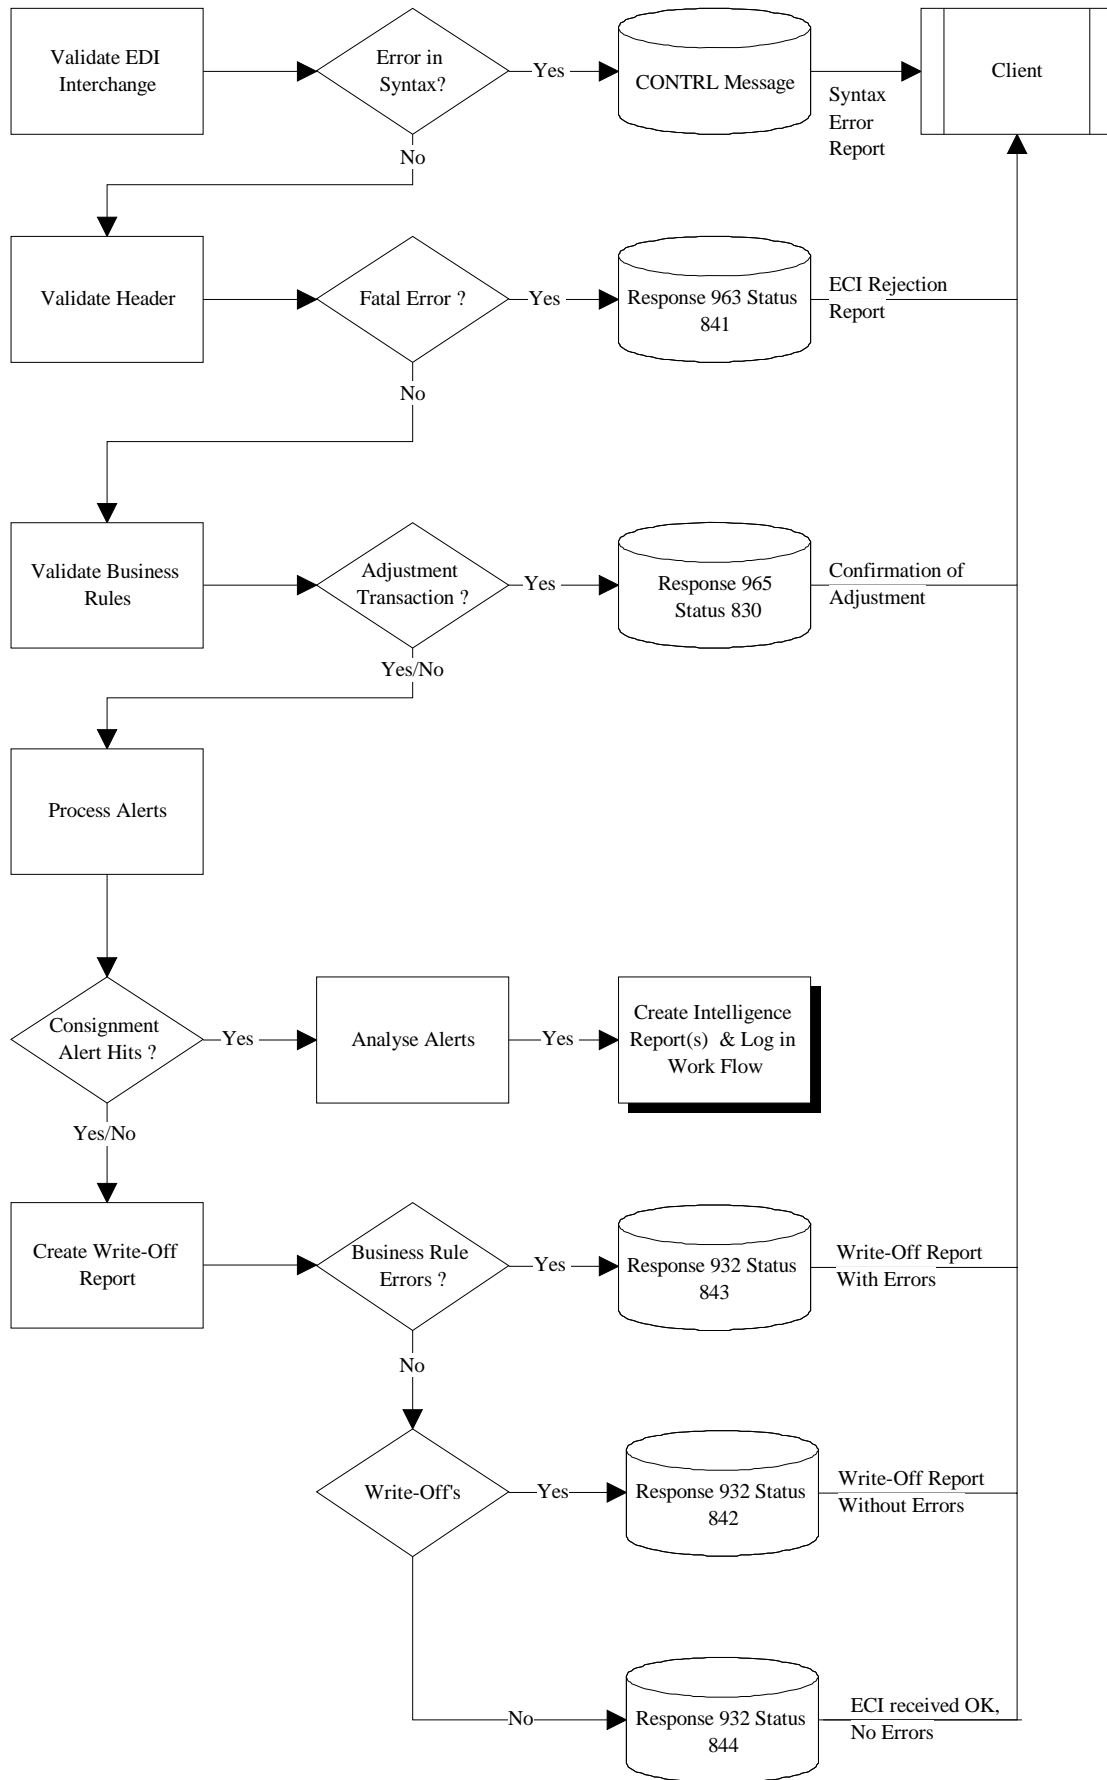 Validate EDI
Interchange
Error in
Syntax?
Yes
CONTRL Message
Syntax
Error
Report
Client
No
Validate Header
Fatal Error ?
Yes
Response 963 Status
841
ECI Rejection
Report
No
Validate Business
Rules
Adjustment
Transaction ?
Yes
Response 965
Status 830
Confirmation of
Adjustment
Yes/No
Process Alerts
Consignment
Alert Hits ?
Yes
Analyse Alerts
Yes
Create Intelligence
Report(s) & Log in
Work Flow
Yes/No
Create Write-Off
Report
Business Rule
Errors ?
Yes
Response 932 Status
843
Write-Off Report
With Errors
No
Write-Off's
Yes
Response 932 Status
842
Write-Off Report
Without Errors
No
Response 932 Status
844
ECI received OK,
No Errors